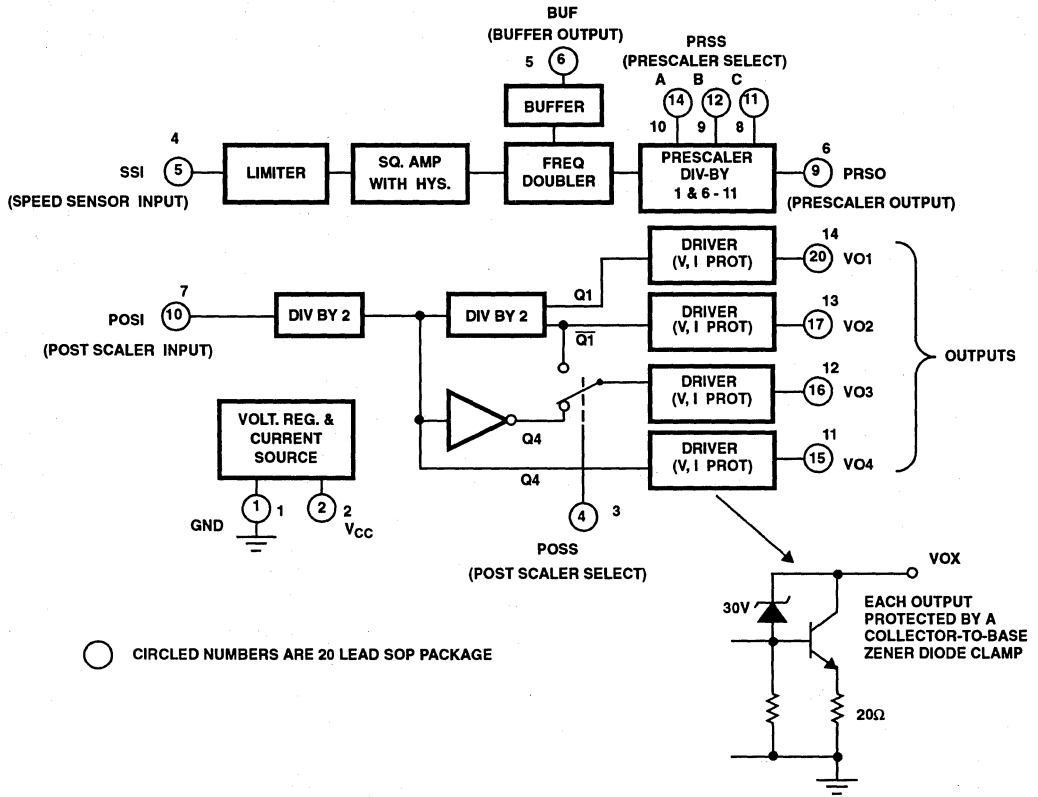 BUF
(BUFFER OUTPUT)
5 6
BUFFER
PRSS
(PRESCALER SELECT)
A B C
14 12 11
10 9 8
4
SSI 5
(SPEED SENSOR INPUT)
LIMITER
SQ. AMP
WITH HYS.
FREQ
DOUBLER
PRESCALER
DIV-BY
1 & 6 - 11
6
9 PRSO
(PRESCALER OUTPUT)
7
POSI 10
(POST SCALER INPUT)
DIV BY 2
DIV BY 2
Q1
Q̅1̅
DRIVER
(V, I PROT)
14
20 VO1
DRIVER
(V, I PROT)
13
17 VO2
DRIVER
(V, I PROT)
12
16 VO3
DRIVER
(V, I PROT)
11
15 VO4
OUTPUTS
Q4
Q4
4 3
POSS
(POST SCALER SELECT)
VOLT. REG. &
CURRENT
SOURCE
1 1
GND
2 2
VCC
VOX
30V
EACH OUTPUT
PROTECTED BY A
COLLECTOR-TO-BASE
ZENER DIODE CLAMP
20Ω
CIRCLED NUMBERS ARE 20 LEAD SOP PACKAGE